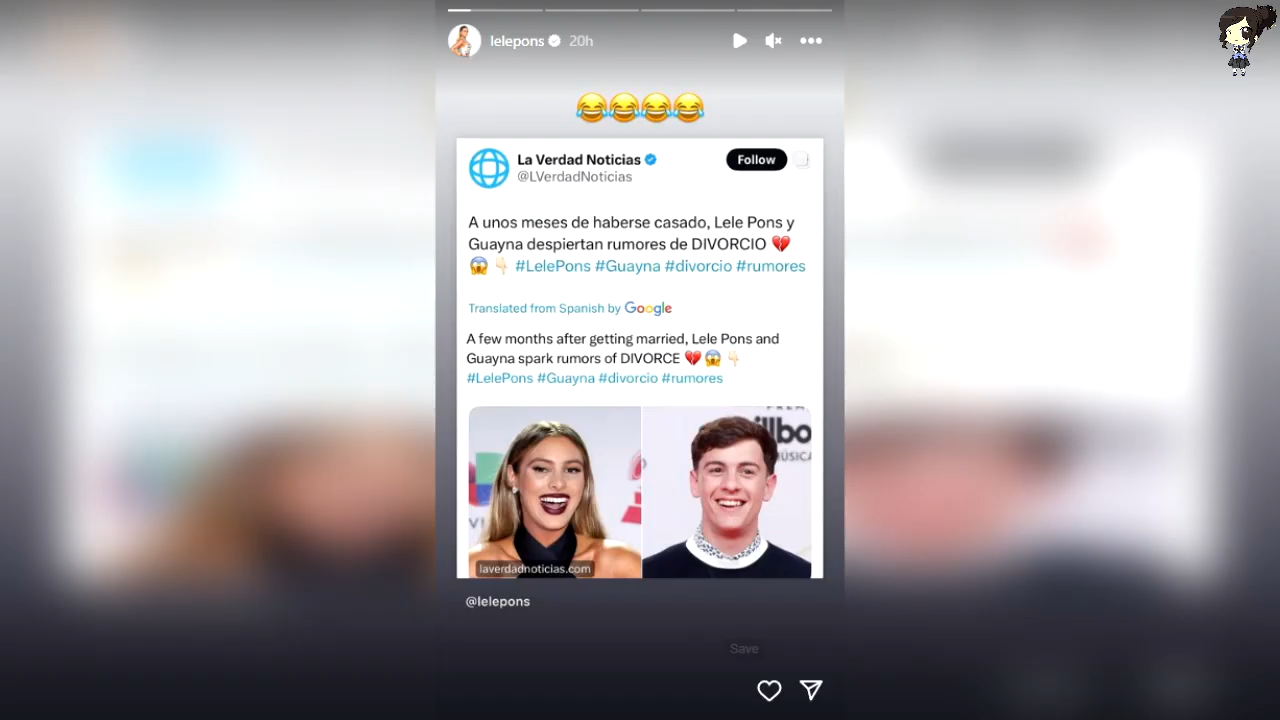 lelepons 20h
La Verdad Noticias
Follow
@LVerdadNoticias
A unos meses de haberse casado, Lele Pons y
Guayna despiertan rumores de DIVORCIO 💔
😱 👇🏻 #LelePons #Guayna #divorcio #rumores
Translated from Spanish by Google
A few months after getting married, Lele Pons and
Guayna spark rumors of DIVORCE 💔 😱 👇🏻
#LelePons #Guayna #divorcio #rumores
laverdadnoticias.com
@lelepons
Save